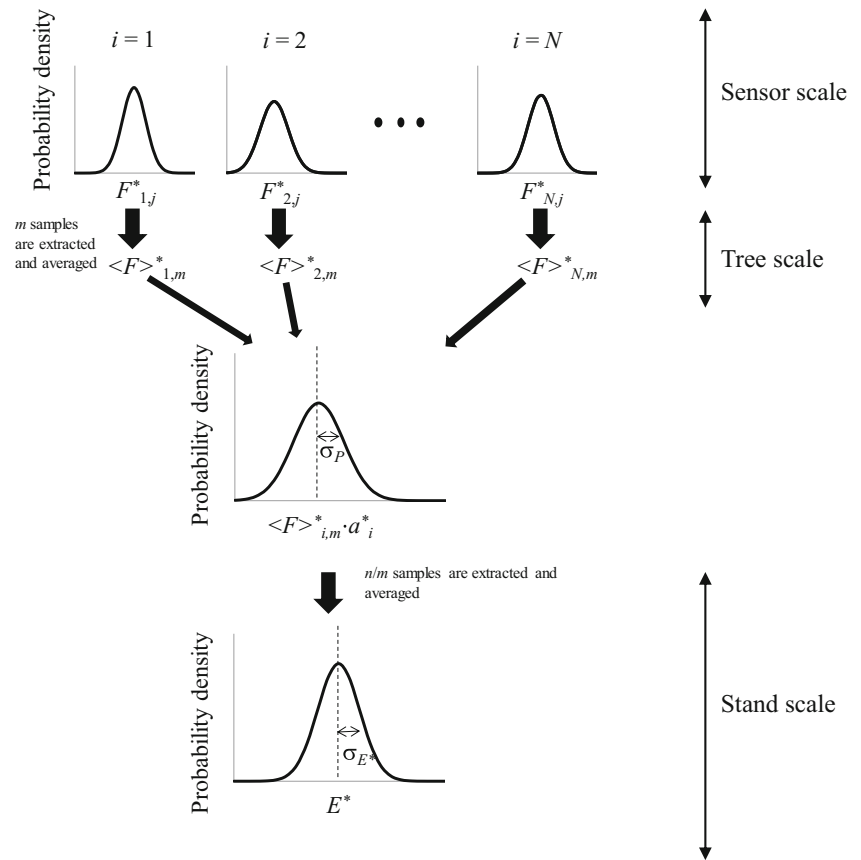 i = 1
i = 2
i = N
Probability density
Sensor scale
F*1,j
F*2,j
F*N,j
m samples
are extracted
and averaged
<F>*1,m
<F>*2,m
<F>*N,m
Tree scale
Probability density
σP
<F>*i,m·a*i
n/m samples are extracted and
averaged
Probability density
σE*
E*
Stand scale